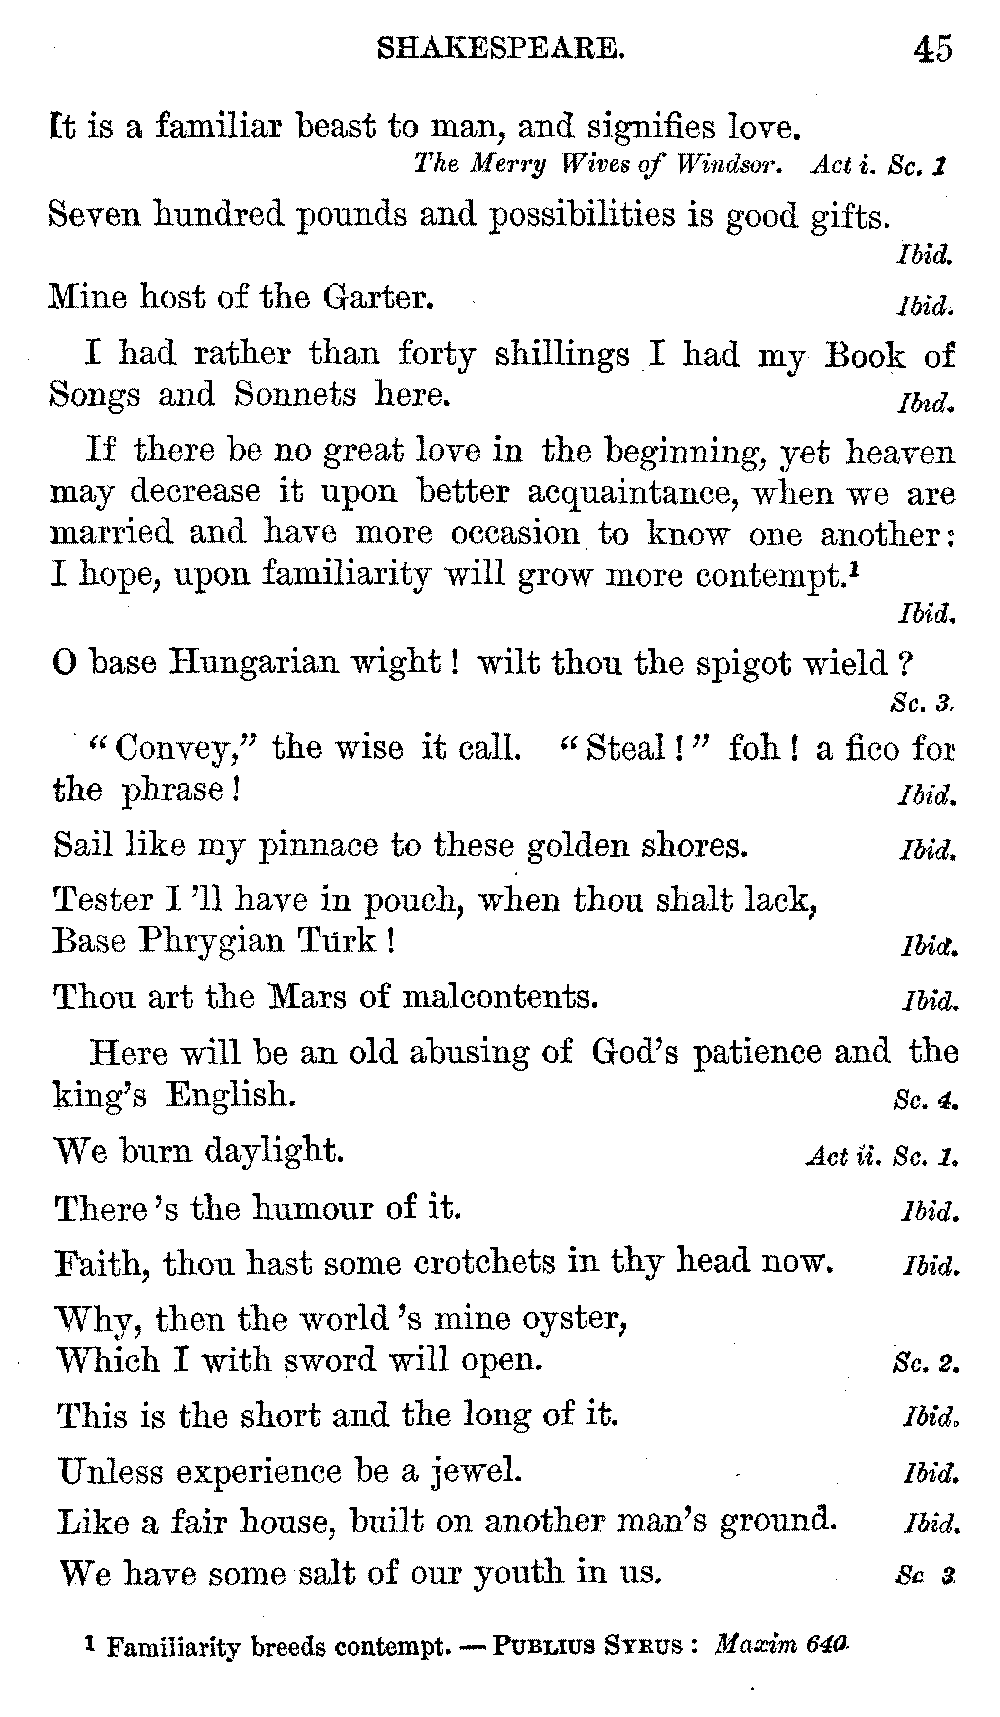 SHAKESPEARE. 45
It is a familiar beast to man, and signifies love.
The Merry Wives of Windsor. Act i. Sc. 1
Seven hundred pounds and possibilities is good gifts.
Ibid.
Mine host of the Garter. Ibid.
I had rather than forty shillings I had my Book of
Songs and Sonnets here. Ibid.
If there be no great love in the beginning, yet heaven
may decrease it upon better acquaintance, when we are
married and have more occasion to know one another:
I hope, upon familiarity will grow more contempt.¹
Ibid.
O base Hungarian wight! wilt thou the spigot wield?
Sc. 3.
“Convey,” the wise it call. “Steal!” foh! a fico for
the phrase! Ibid.
Sail like my pinnace to these golden shores. Ibid.
Tester I 'll have in pouch, when thou shalt lack,
Base Phrygian Turk! Ibid.
Thou art the Mars of malcontents. Ibid.
Here will be an old abusing of God's patience and the
king's English. Sc. 4.
We burn daylight. Act ii. Sc. 1.
There 's the humour of it. Ibid.
Faith, thou hast some crotchets in thy head now. Ibid.
Why, then the world 's mine oyster,
Which I with sword will open. Sc. 2.
This is the short and the long of it. Ibid.
Unless experience be a jewel. Ibid.
Like a fair house, built on another man's ground. Ibid.
We have some salt of our youth in us. Sc 3
¹ Familiarity breeds contempt. — PUBLIUS SYRUS: Maxim 640.